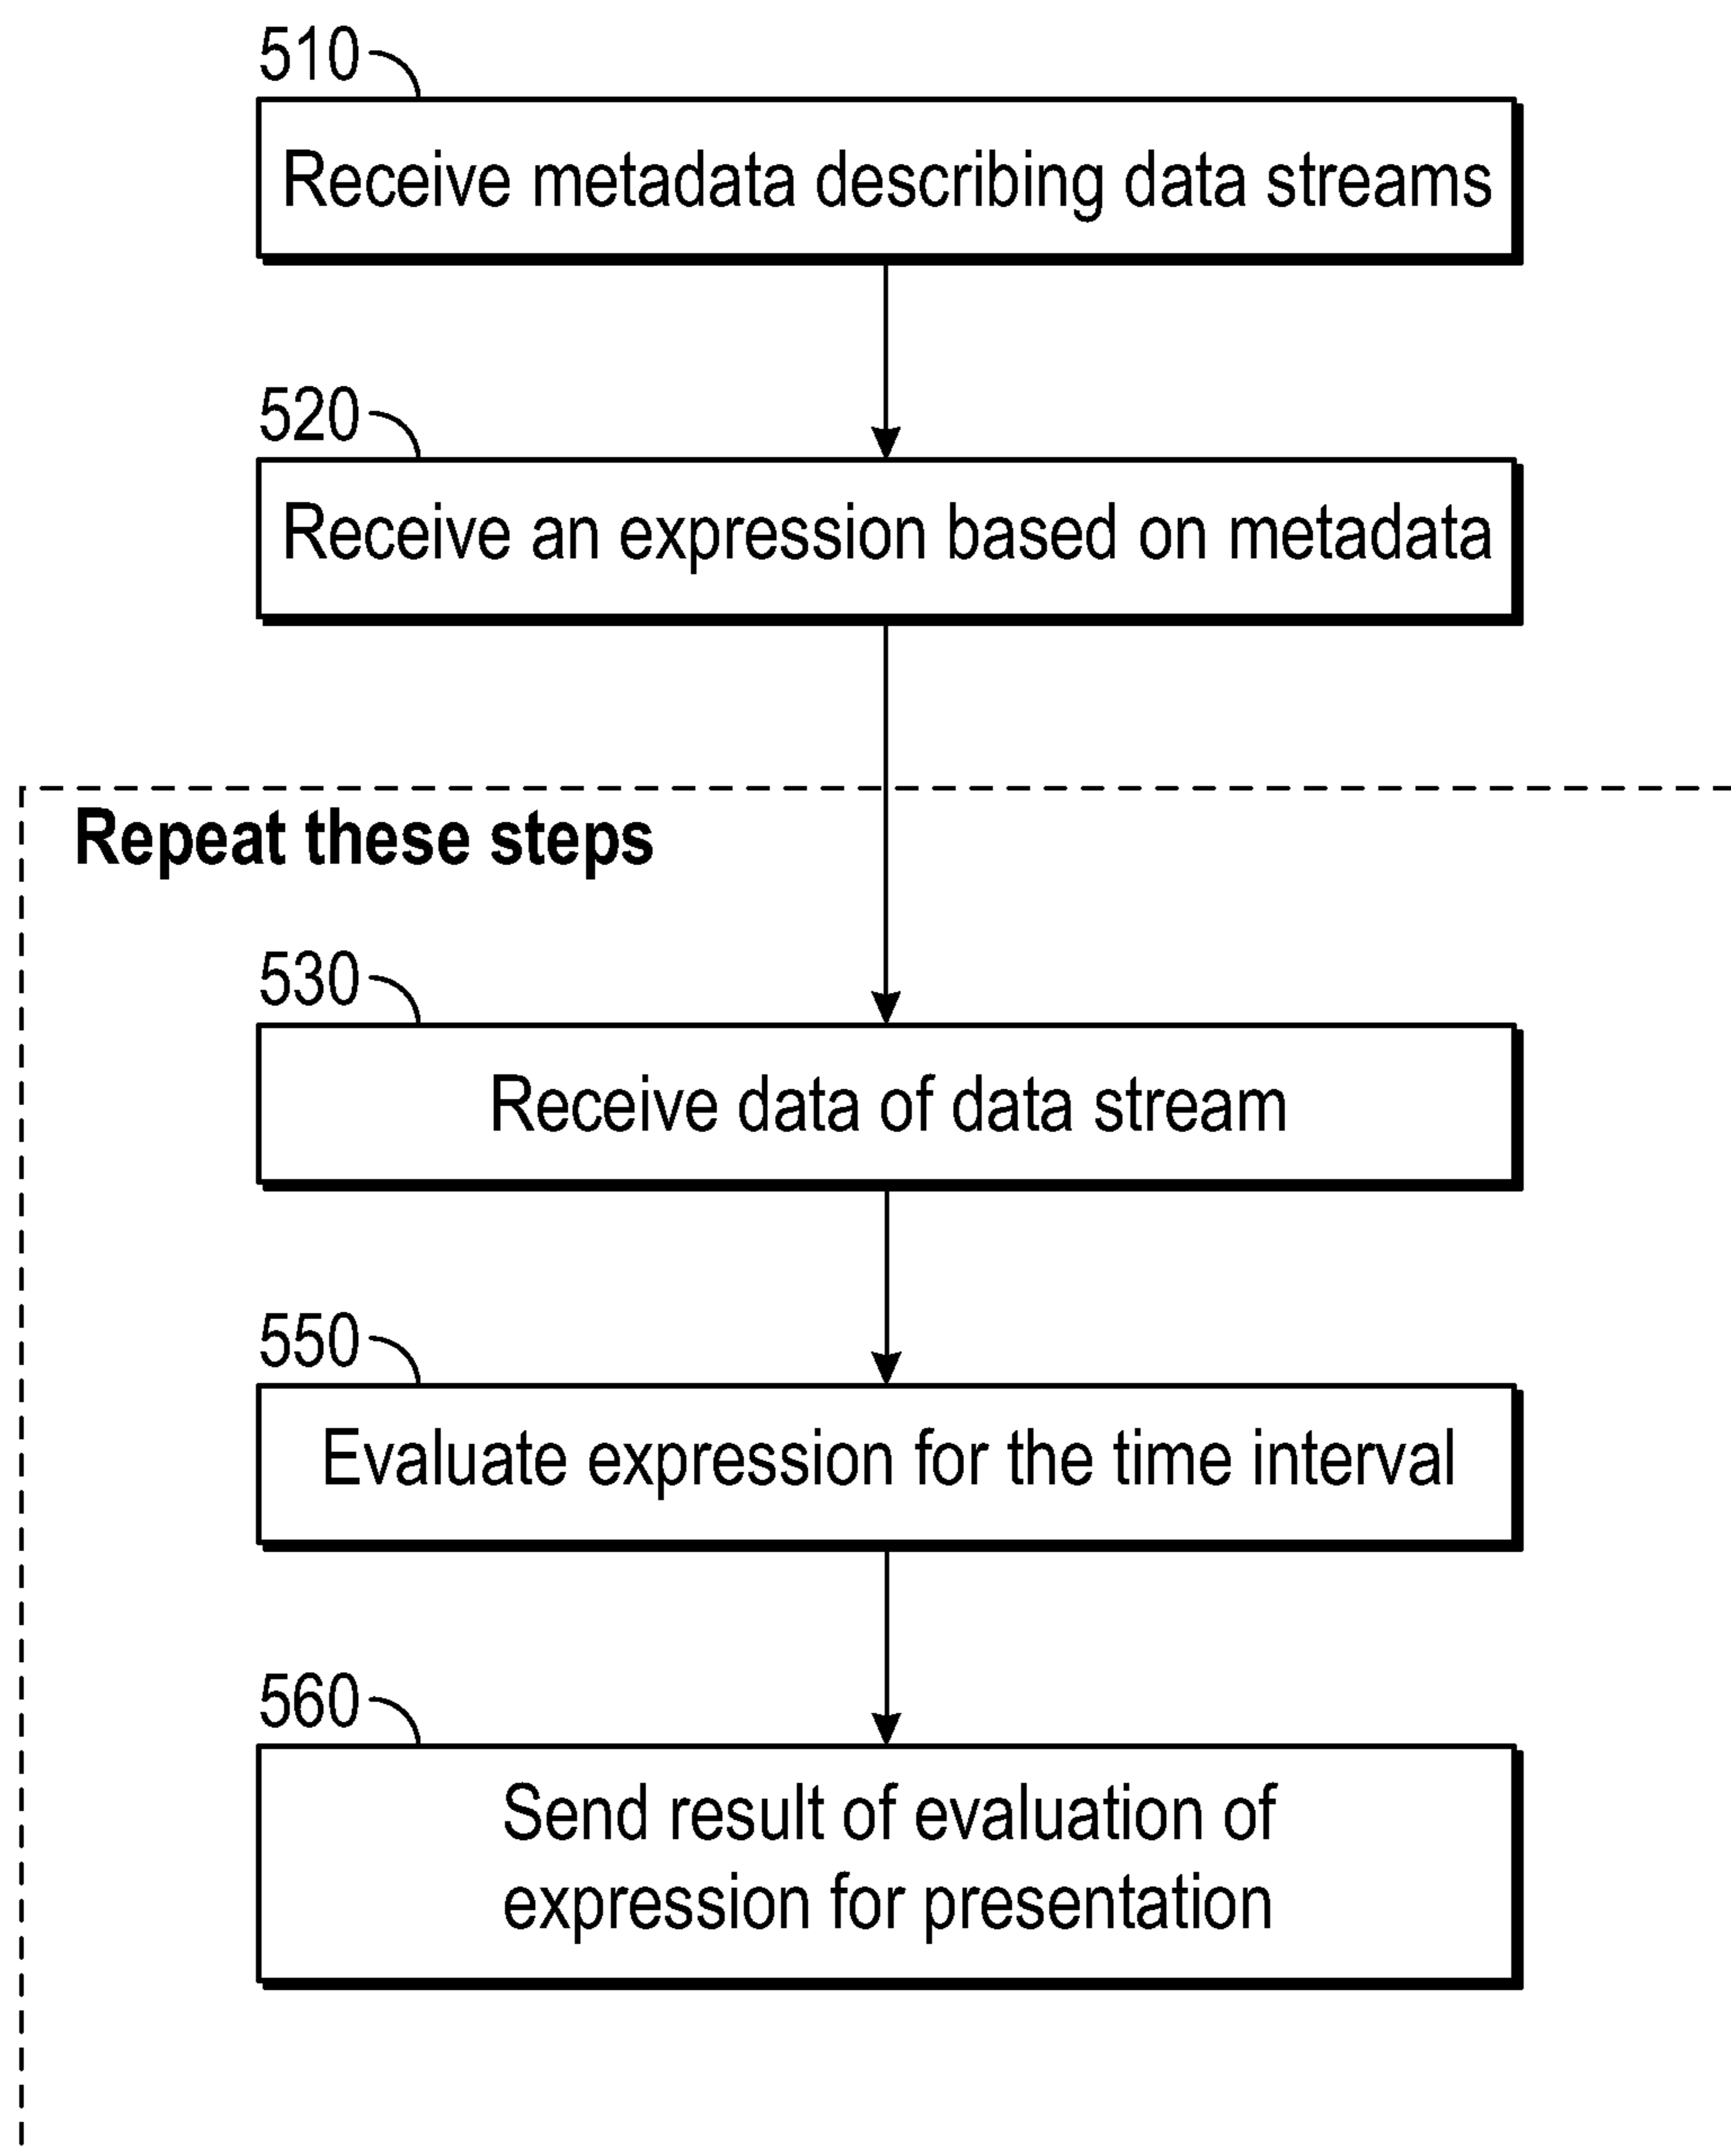 510
Receive metadata describing data streams
520
Receive an expression based on metadata
Repeat these steps
530
Receive data of data stream
550
Evaluate expression for the time interval
560
Send result of evaluation of
expression for presentation